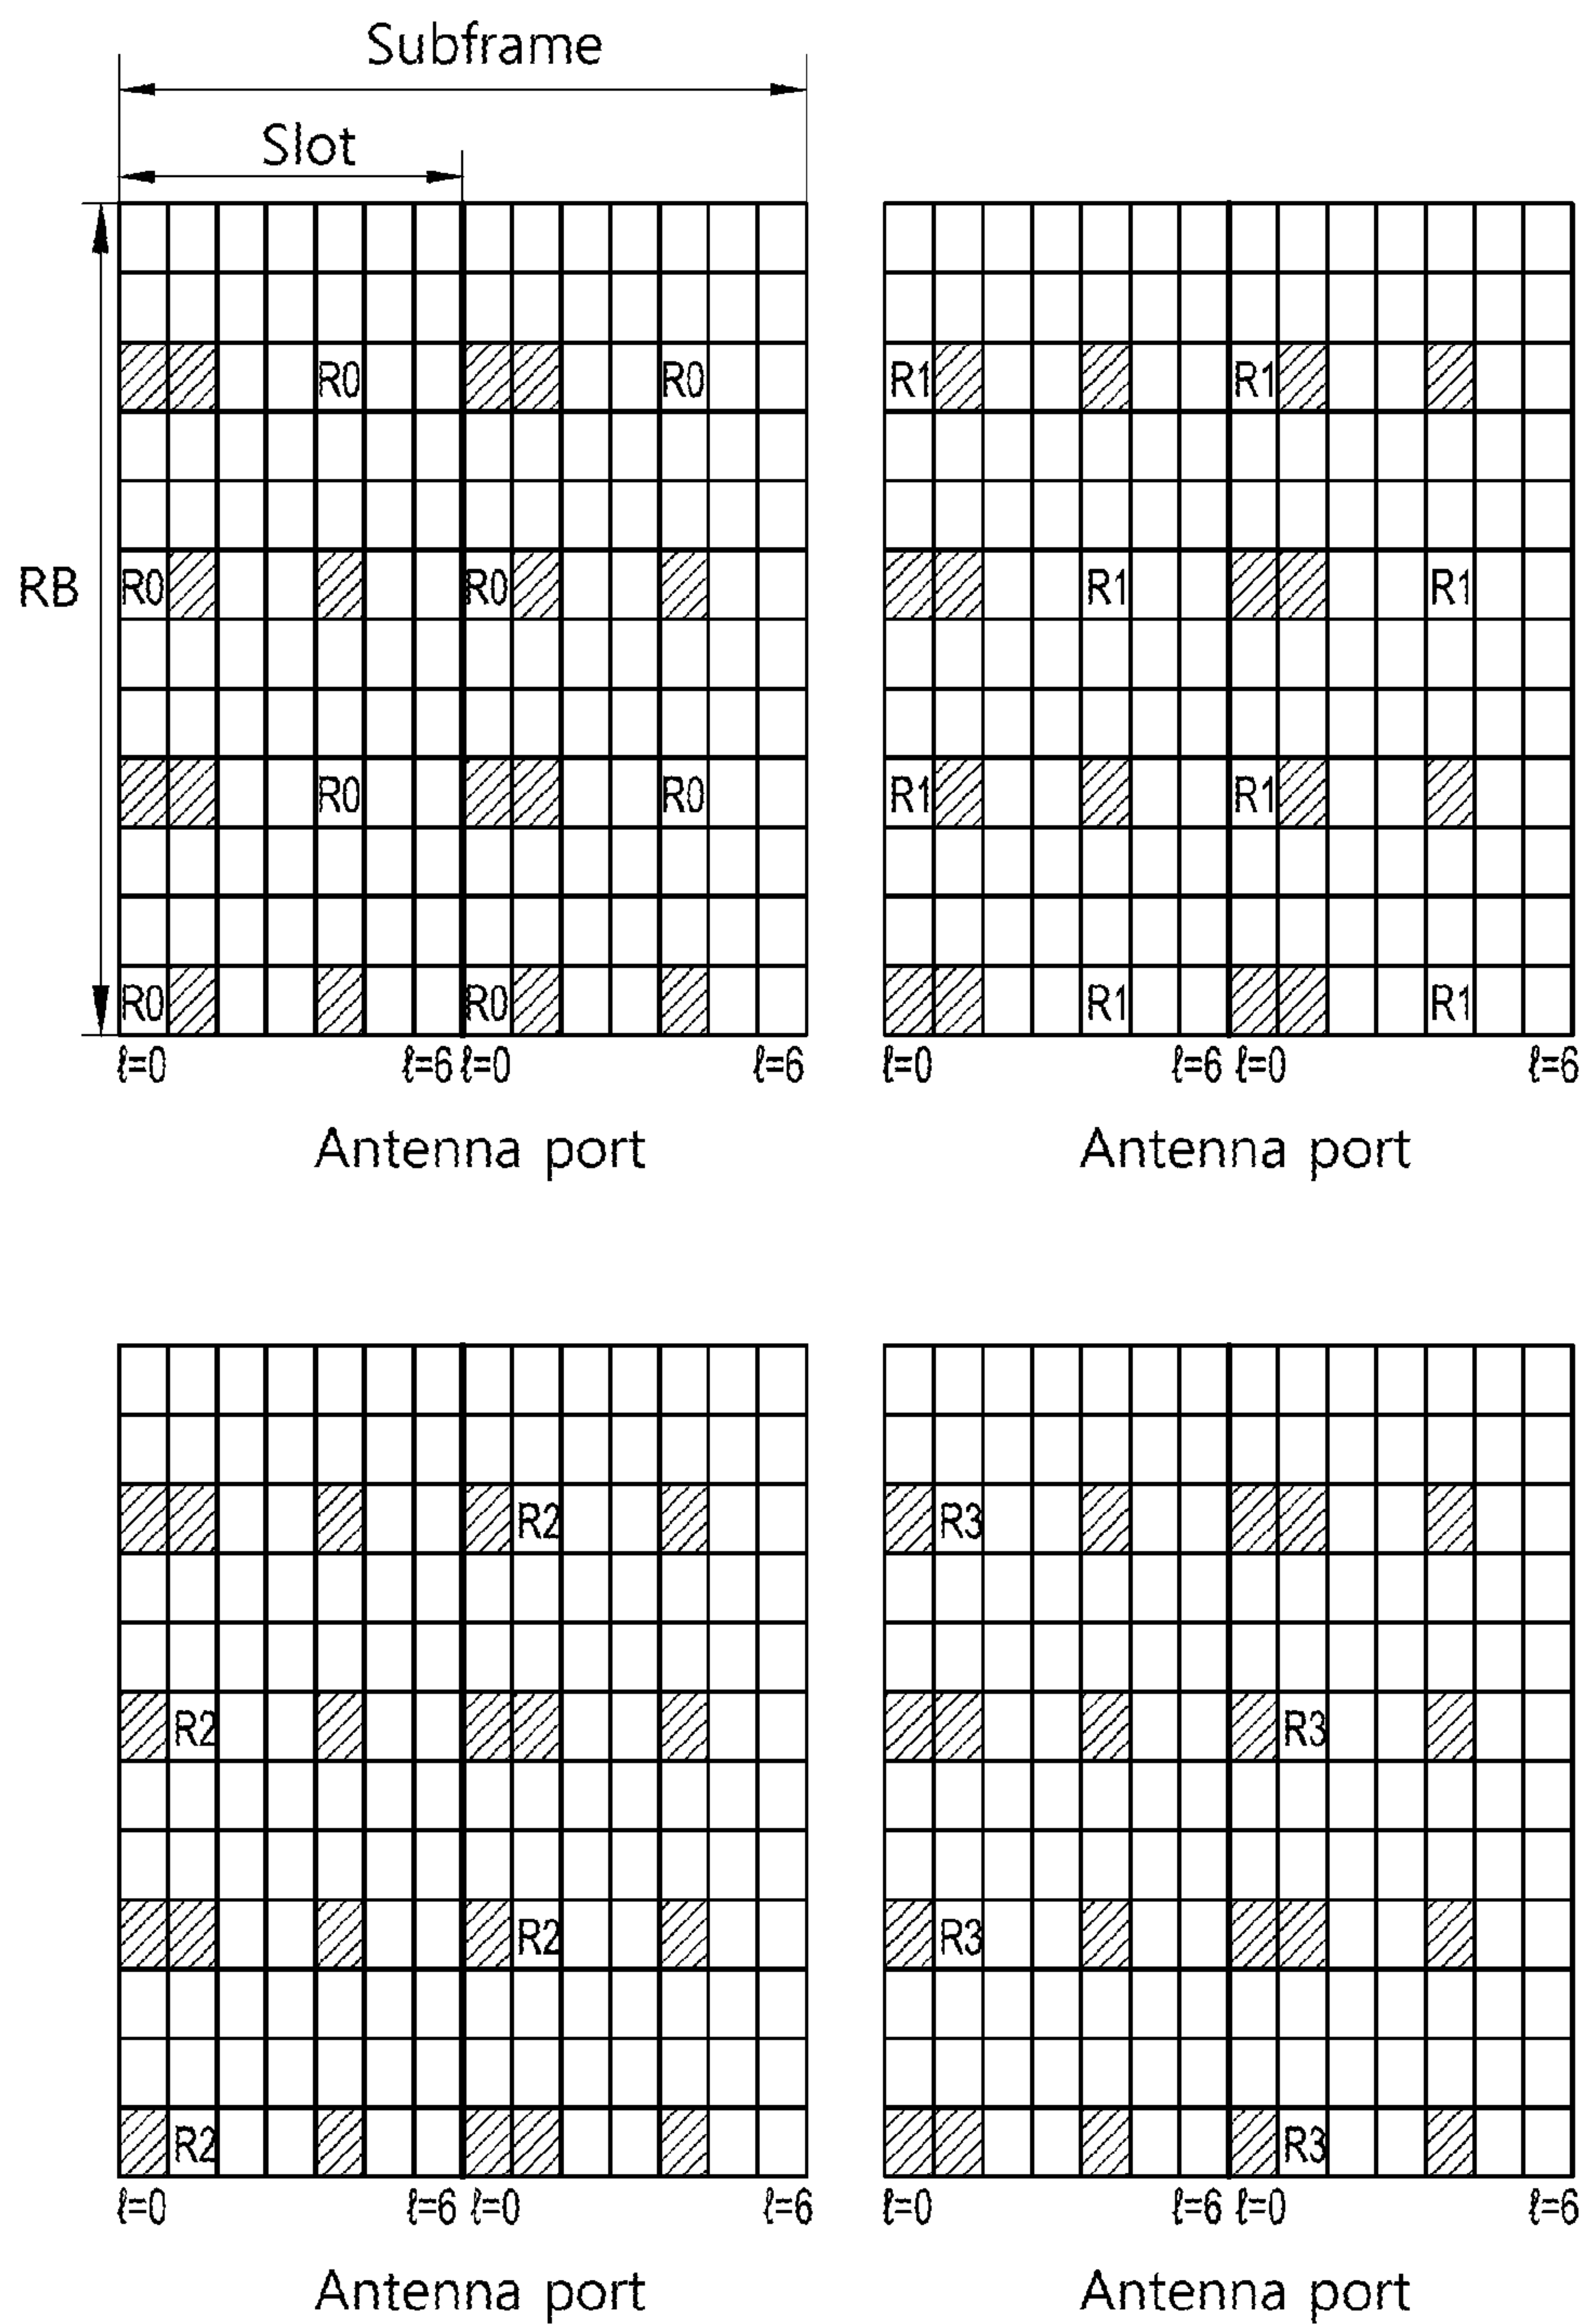 Subframe
Slot
R0 R0 R1 R1
RB R0 R0 R1 R1
R0 R0 R1 R1
R0 R0 R1 R1
ℓ=0 ℓ=6 ℓ=0 ℓ=6 ℓ=0 ℓ=6 ℓ=0 ℓ=6
Antenna port Antenna port
R2 R3
R2 R3
R2 R3
R2 R3
ℓ=0 ℓ=6 ℓ=0 ℓ=6 ℓ=0 ℓ=6 ℓ=0 ℓ=6
Antenna port Antenna port